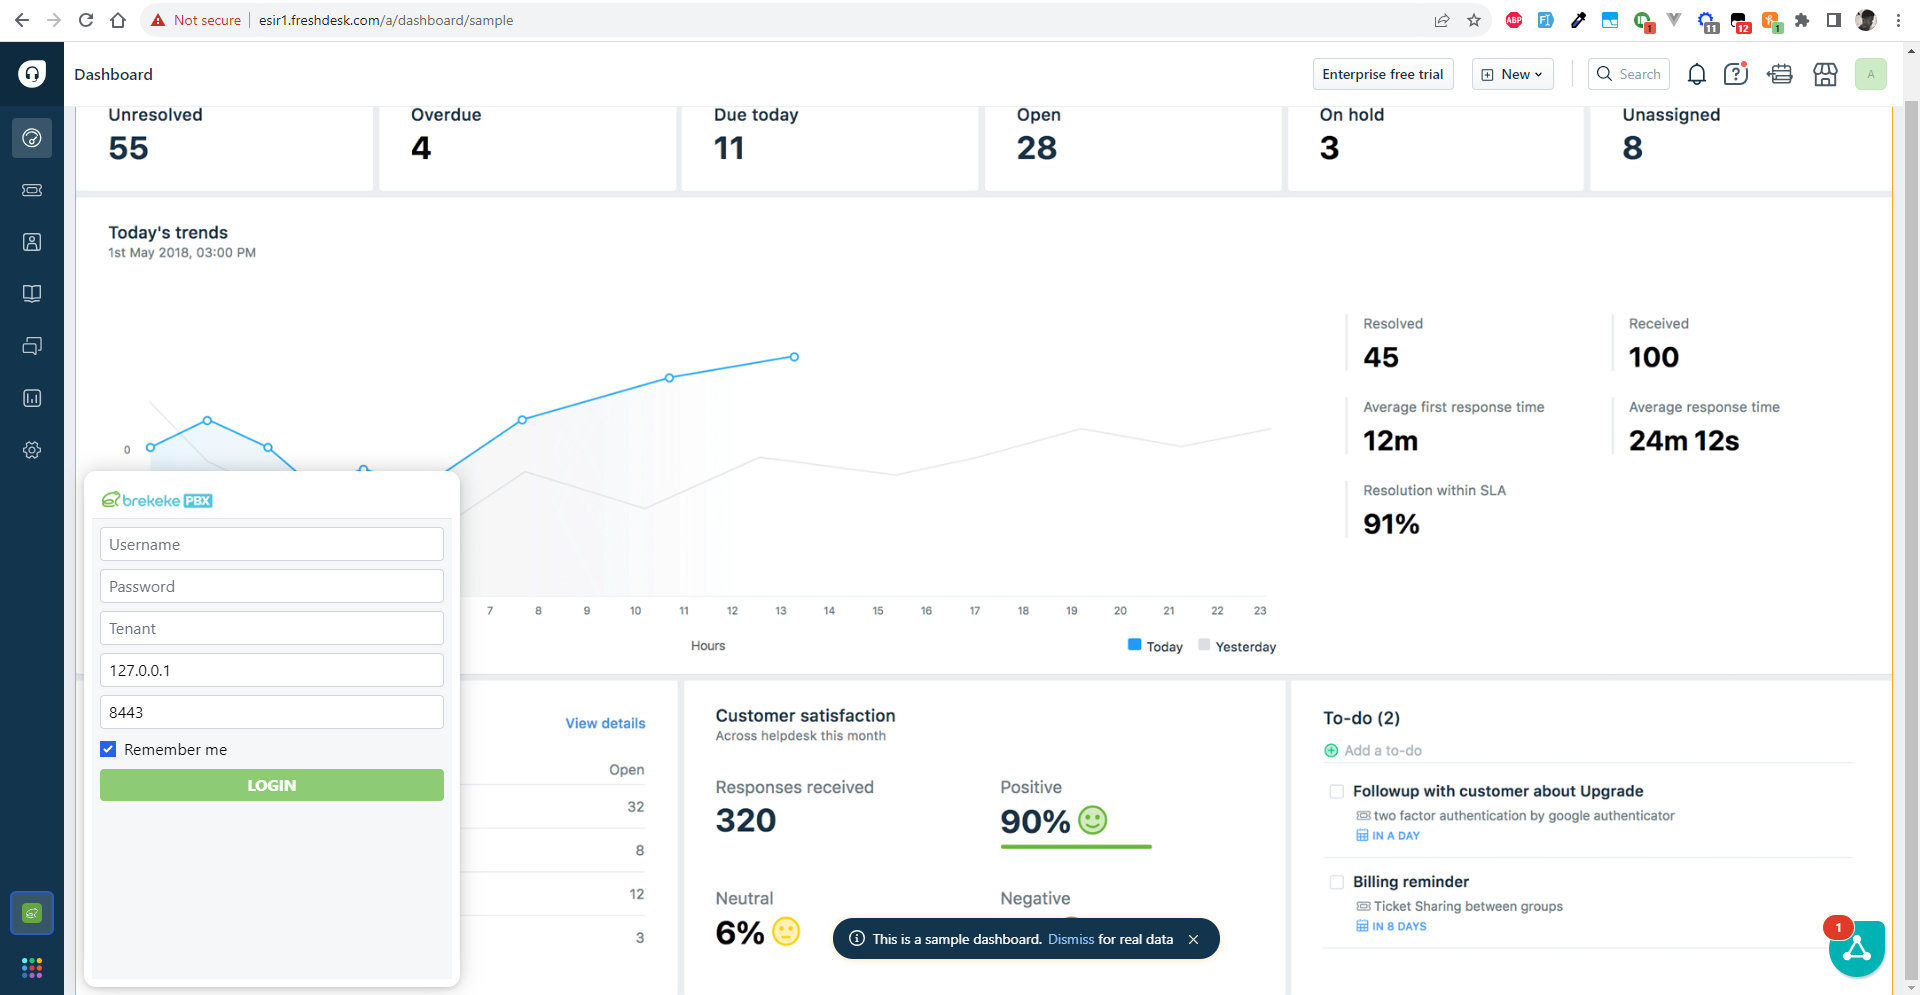 Not secure
esir1.freshdesk.com/a/dashboard/sample
ABP
1
11
12
1
Dashboard
Enterprise free trial
New
Search
A
Unresolved
55
Overdue
4
Due today
11
Open
28
On hold
3
Unassigned
8
Today's trends
1st May 2018, 03:00 PM
0
7 8 9 10 11 12 13 14 15 16 17 18 19 20 21 22 23
Hours
Today
Yesterday
Resolved
45
Received
100
Average first response time
12m
Average response time
24m 12s
Resolution within SLA
91%
brekeke PBX
Username
Password
Tenant
127.0.0.1
8443
Remember me
LOGIN
View details
Open
32
8
12
3
Customer satisfaction
Across helpdesk this month
Responses received
320
Positive
90%
Neutral
6%
Negative
To-do (2)
Add a to-do
Followup with customer about Upgrade
two factor authentication by google authenticator
IN A DAY
Billing reminder
Ticket Sharing between groups
IN 8 DAYS
This is a sample dashboard. Dismiss for real data
1